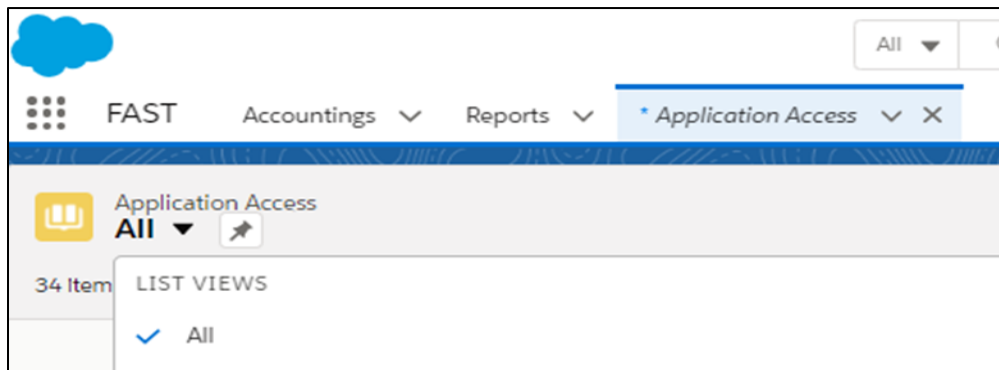 All
FAST Accountings Reports * Application Access
Application Access
All
34 Item
LIST VIEWS
All